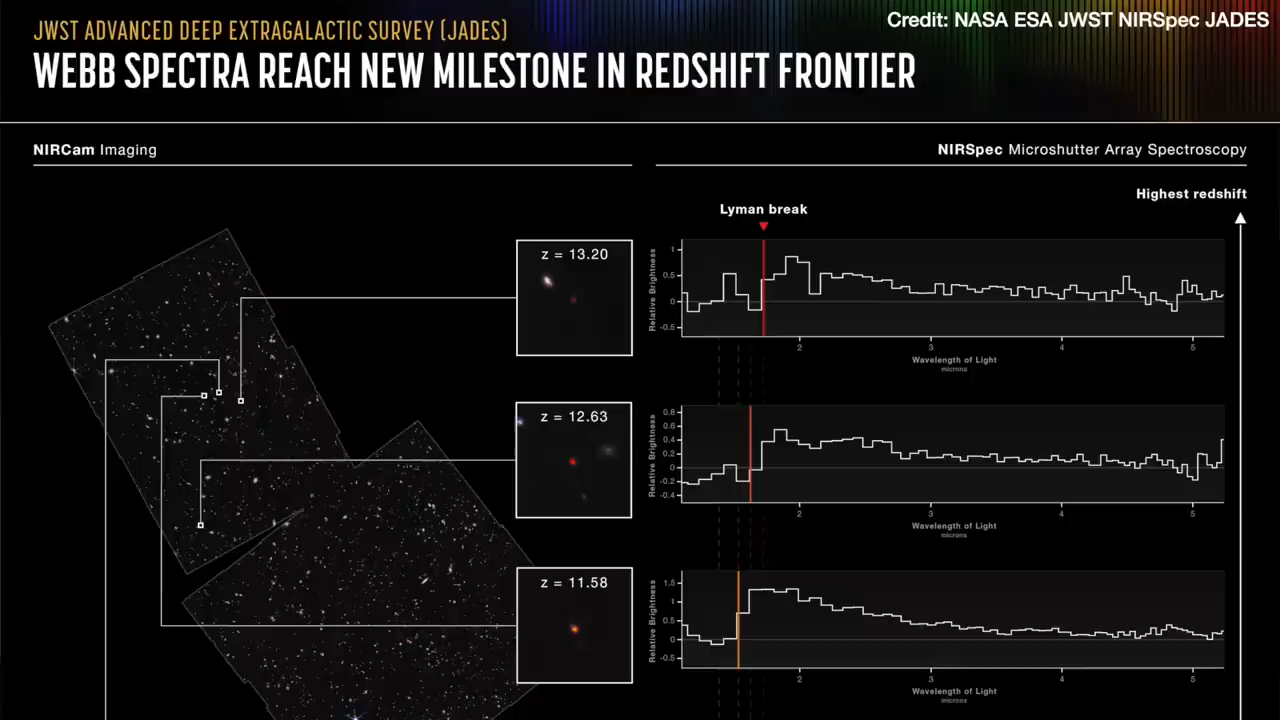 JWST ADVANCED DEEP EXTRAGALACTIC SURVEY (JADES)
Credit: NASA ESA JWST NIRSpec JADES
WEBB SPECTRA REACH NEW MILESTONE IN REDSHIFT FRONTIER
NIRCam Imaging
NIRSpec Microshutter Array Spectroscopy
Highest redshift
Lyman break
z = 13.20
Relative Brightness
1
0.5
0
-0.5
2
3
4
5
Wavelength of Light
microns
z = 12.63
Relative Brightness
0.8
0.6
0.4
0.2
0
-0.2
-0.4
2
3
4
5
Wavelength of Light
microns
z = 11.58
Relative Brightness
1.5
1
0.5
0
-0.5
2
3
4
5
Wavelength of Light
microns